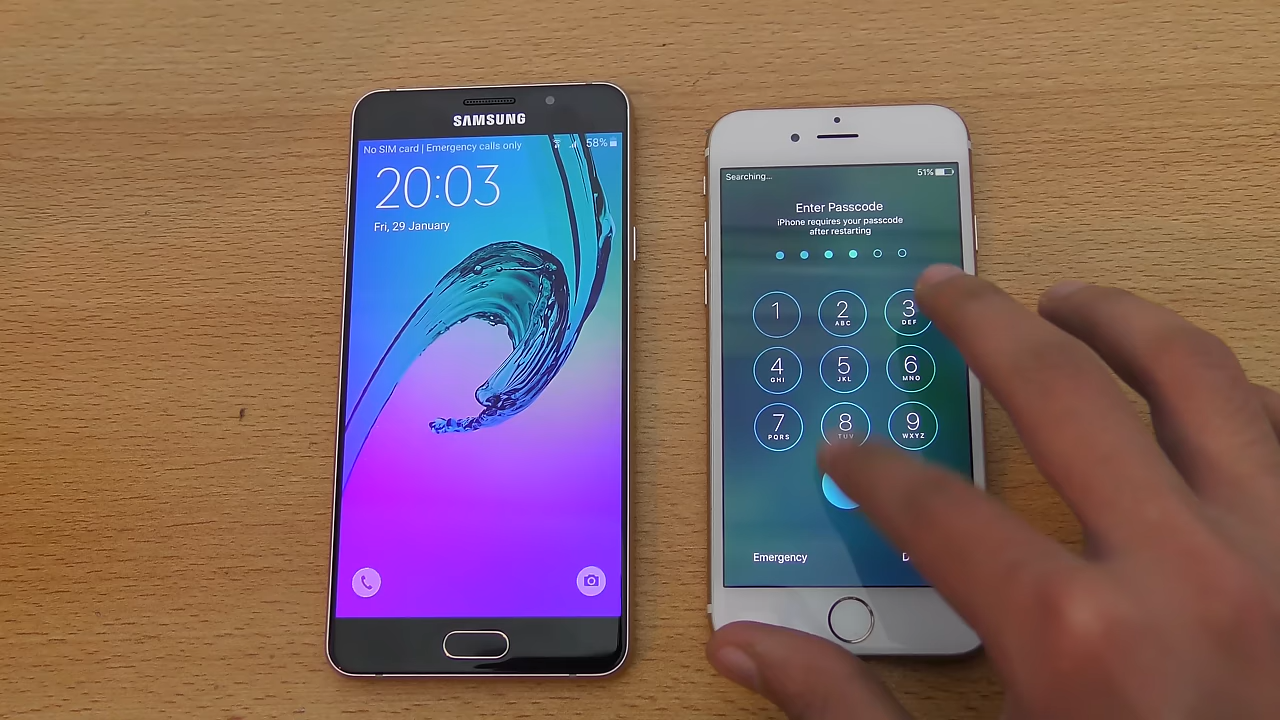 SAMSUNG
No SIM card | Emergency calls only
58%
20:03
Fri, 29 January
Searching...
51%
Enter Passcode
iPhone requires your passcode
after restarting
1
2
ABC
3
DEF
4
GHI
5
JKL
6
MNO
7
PQRS
8
TUV
9
WXYZ
Emergency